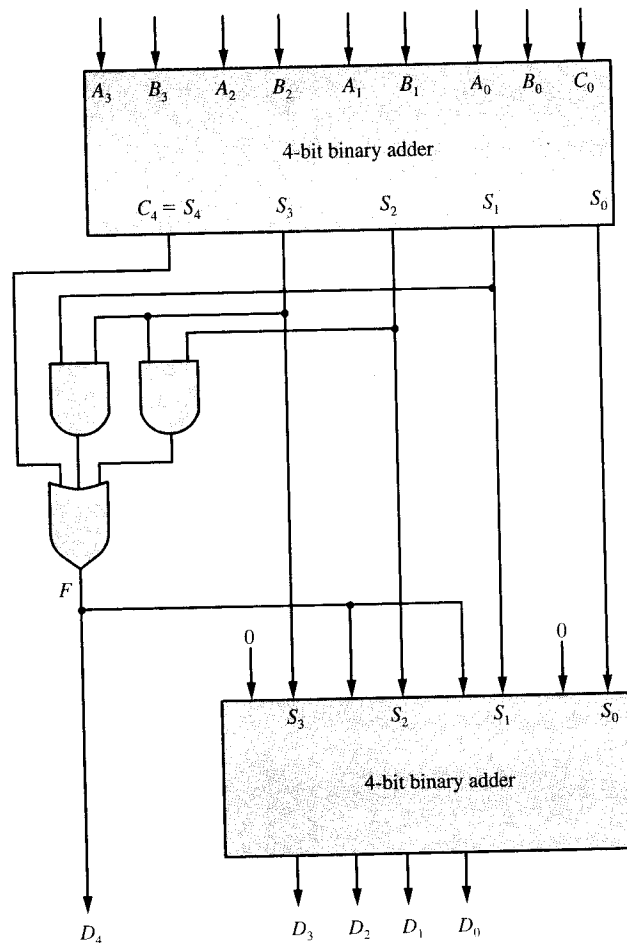 A₃ B₃ A₂ B₂ A₁ B₁ A₀ B₀ C₀
4-bit binary adder
C₄ = S₄ S₃ S₂ S₁ S₀
F
0 0
S₃ S₂ S₁ S₀
4-bit binary adder
D₄ D₃ D₂ D₁ D₀